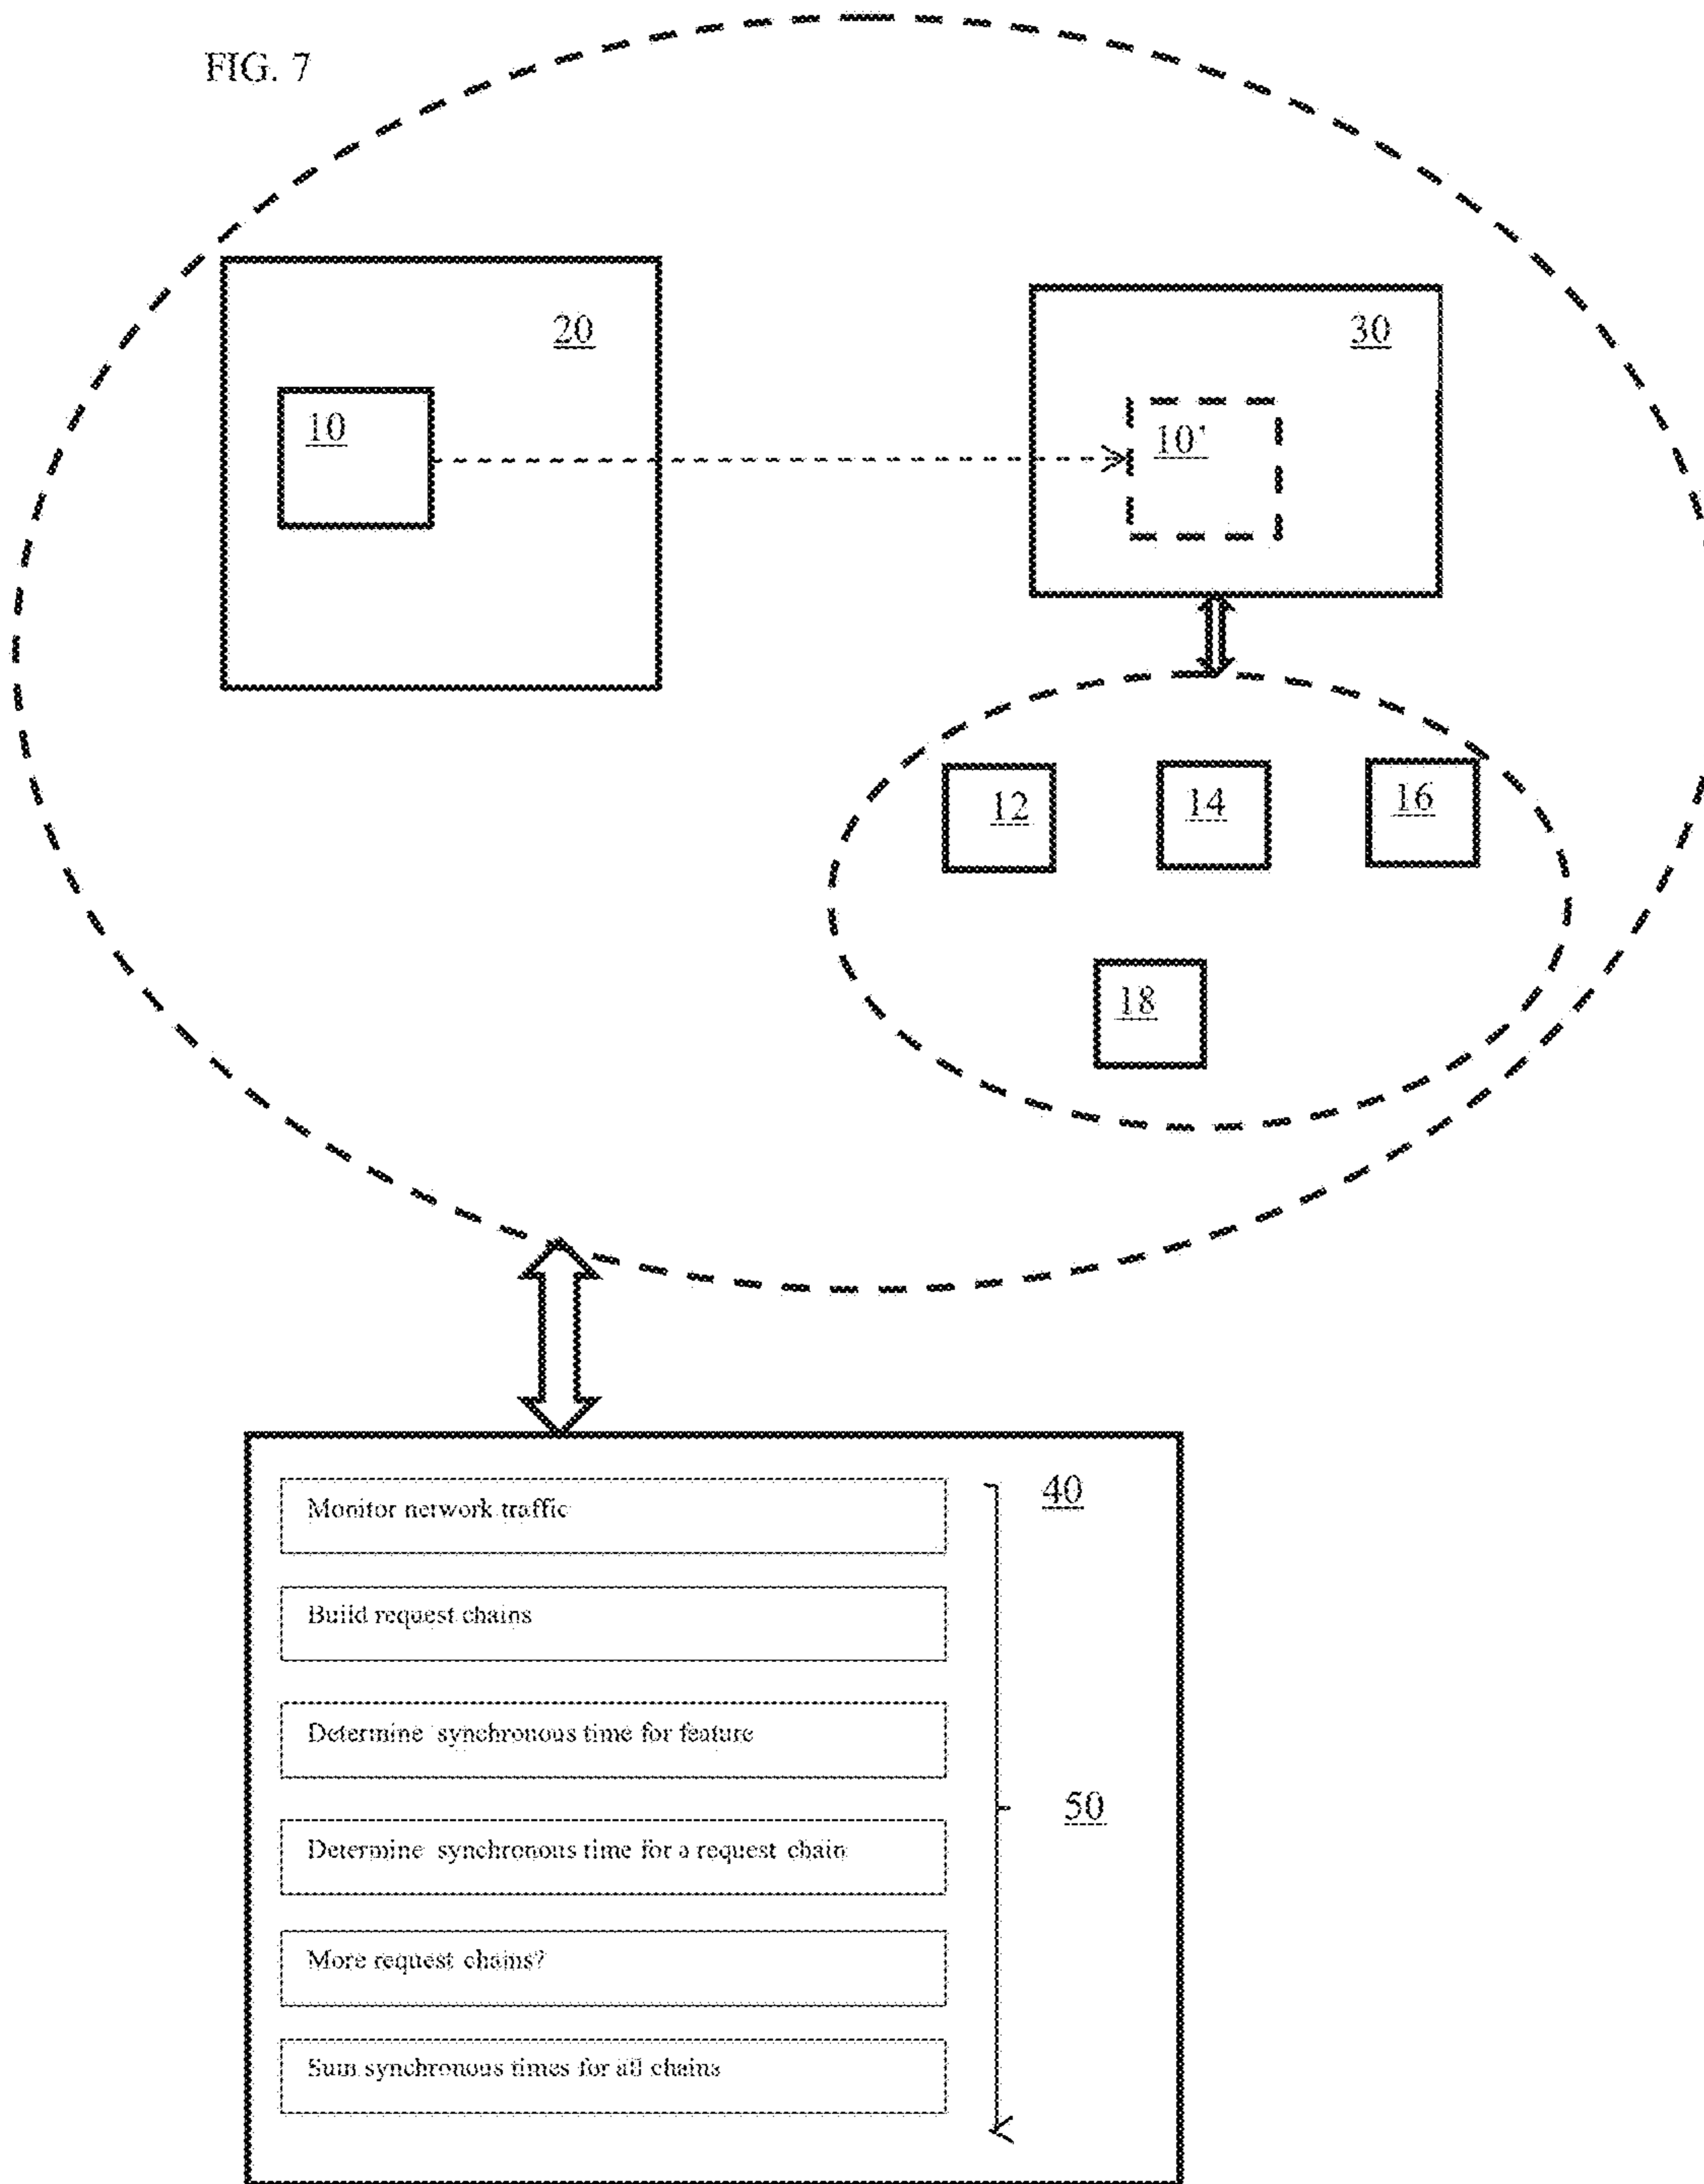 FIG. 7
20
30
10
10'
12
14
16
18
40
Monitor network traffic
Build request chains
Determine synchronous time for feature
50
Determine synchronous time for a request chain
More request chains?
Sum synchronous times for all chains